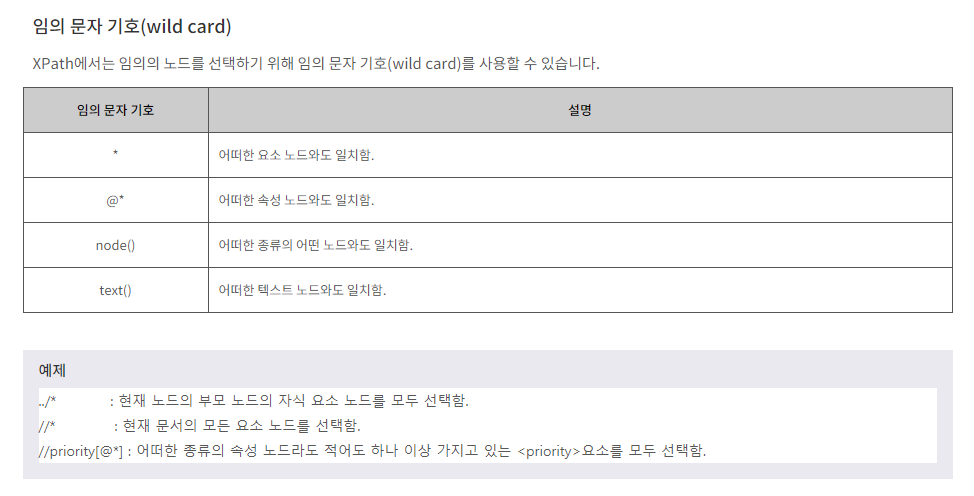 임의 문자 기호(wild card)
XPath에서는 임의의 노드를 선택하기 위해 임의 문자 기호(wild card)를 사용할 수 있습니다.
임의 문자 기호 설명
* 어떠한 요소 노드와도 일치함.
@* 어떠한 속성 노드와도 일치함.
node() 어떠한 종류의 어떤 노드와도 일치함.
text() 어떠한 텍스트 노드와도 일치함.
예제
../* : 현재 노드의 부모 노드의 자식 요소 노드를 모두 선택함.
//* : 현재 문서의 모든 요소 노드를 선택함.
//priority[@*] : 어떠한 종류의 속성 노드라도 적어도 하나 이상 가지고 있는 <priority>요소를 모두 선택함.